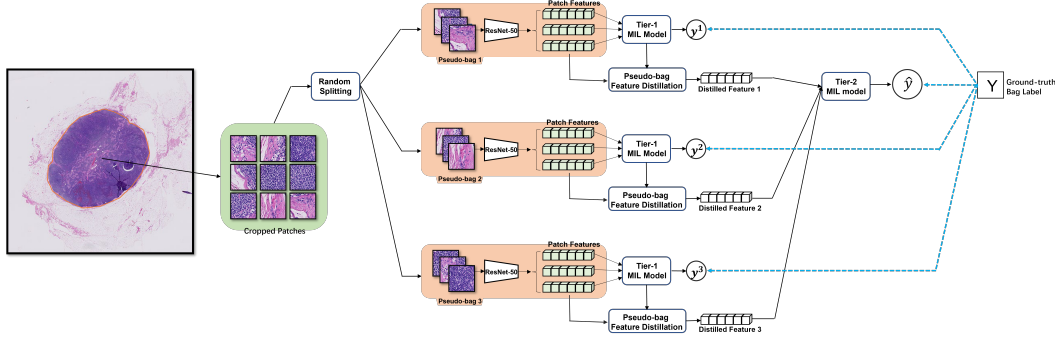 Patch Features
ResNet-50
Pseudo-bag 1
Tier-1
MIL Model
y¹
Pseudo-bag
Feature Distillation
Distilled Feature 1
Random
Splitting
Tier-2
MIL model
ŷ
Y
Ground-truth
Bag Label
Cropped Patches
Patch Features
ResNet-50
Pseudo-bag 2
Tier-1
MIL Model
y²
Pseudo-bag
Feature Distillation
Distilled Feature 2
Patch Features
ResNet-50
Pseudo-bag 3
Tier-1
MIL Model
y³
Pseudo-bag
Feature Distillation
Distilled Feature 3